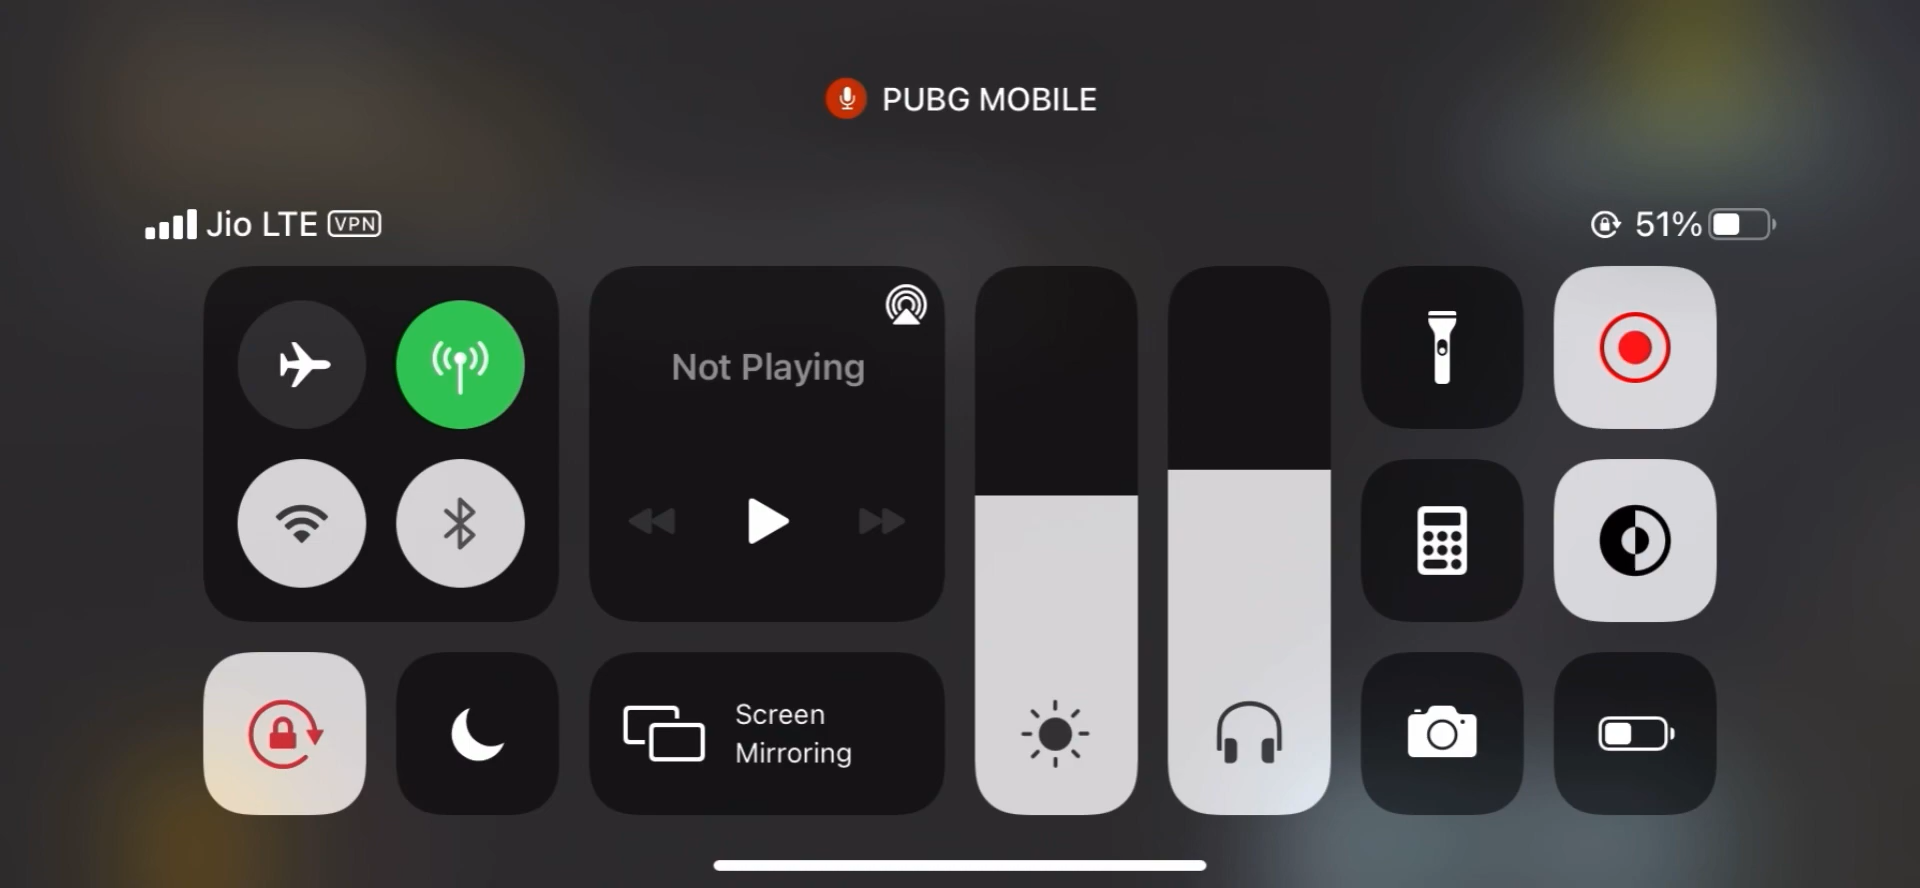 PUBG MOBILE
Jio LTE VPN
51%
Not Playing
Screen
Mirroring